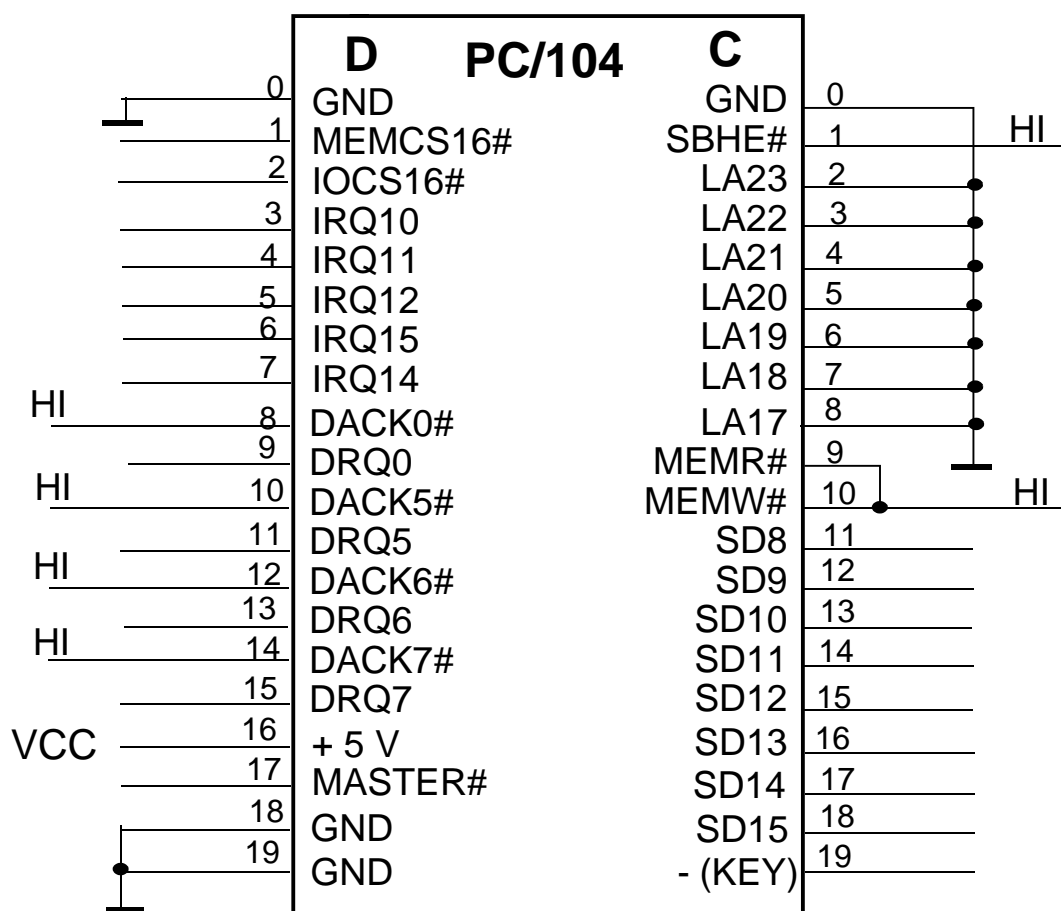 D PC/104 C
0 GND GND 0
1 MEMCS16# SBHE# 1 HI
2 IOCS16# LA23 2
3 IRQ10 LA22 3
4 IRQ11 LA21 4
5 IRQ12 LA20 5
6 IRQ15 LA19 6
7 IRQ14 LA18 7
HI 8 DACK0# LA17 8
9 DRQ0 MEMR# 9
HI 10 DACK5# MEMW# 10 HI
11 DRQ5 SD8 11
HI 12 DACK6# SD9 12
13 DRQ6 SD10 13
HI 14 DACK7# SD11 14
15 DRQ7 SD12 15
VCC 16 + 5 V SD13 16
17 MASTER# SD14 17
18 GND SD15 18
19 GND - (KEY) 19